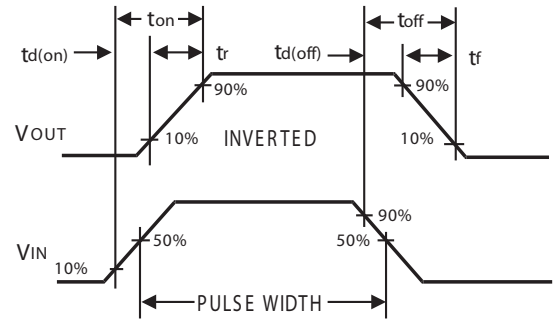 ton
toff
td(on)
tr
td(off)
tf
90%
90%
VOUT
10%
INVERTED
10%
VIN
10%
50%
90%
50%
PULSE WIDTH